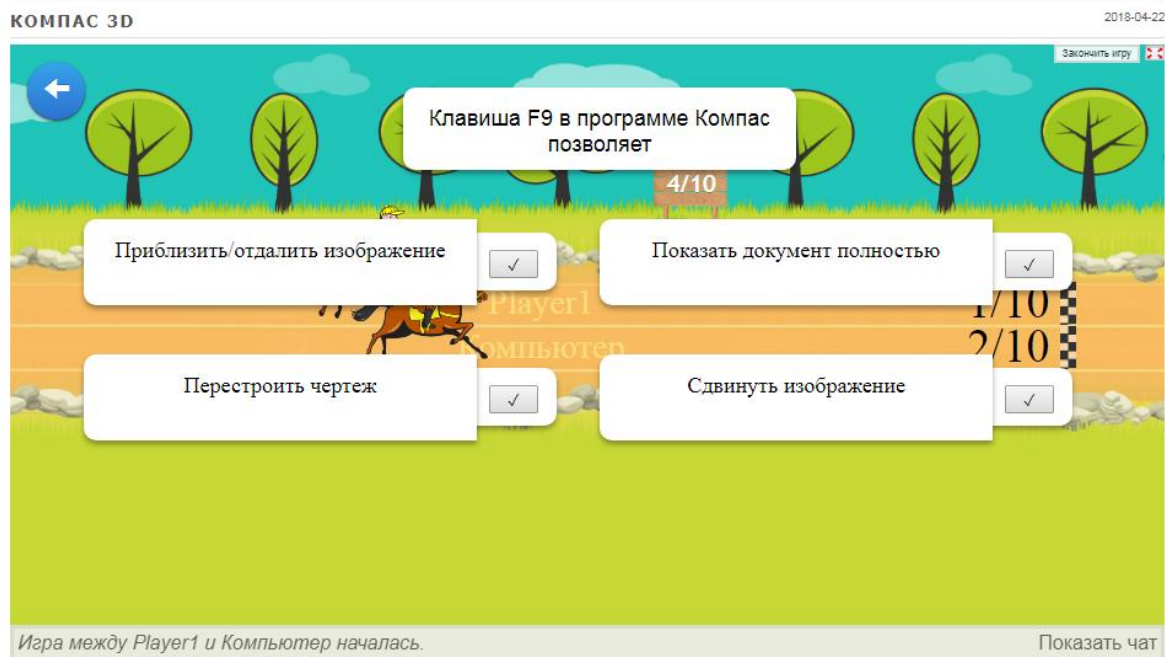 КОМПАС 3D
2018-04-22
Закончить игру
Клавиша F9 в программе Компас
позволяет
4/10
Приблизить/отдалить изображение
✓
Показать документ полностью
✓
Player1
1/10
Компьютер
2/10
Перестроить чертеж
✓
Сдвинуть изображение
✓
Игра между Player1 и Компьютер началась.
Показать чат